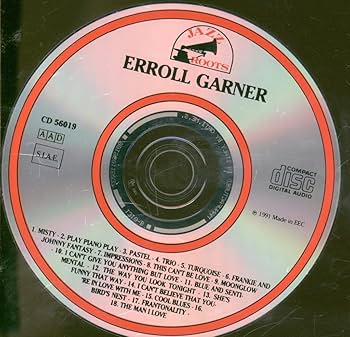 JAZZ
ROOTS
ERROLL GARNER
CD 56019
AAD
S.I.A.E.
COMPACT
disc
DIGITAL AUDIO
℗ 1991 Made in EEC
1. MISTY - 2. PLAY PIANO PLAY - 3. PASTEL - 4. TRIO - 5. TURQUOISE - 6. FRANKIE AND
JOHNNY FANTASY - 7. IMPRESSIONS - 8. THIS CAN'T BE LOVE - 9. MOONGLOW
- 10. I CAN'T GIVE YOU ANYTHING BUT LOVE - 11. BLUE AND SENTI-
MENTAL - 12. THE WAY YOU LOOK TONIGHT - 13. SHE'S
FUNNY THAT WAY - 14. I CAN'T BELIEVE THAT YOU-
'RE IN LOVE WITH ME - 15. COOL BLUES - 16.
BIRD'S NEST - 17. FRANTONALITY -
18. THE MAN I LOVE